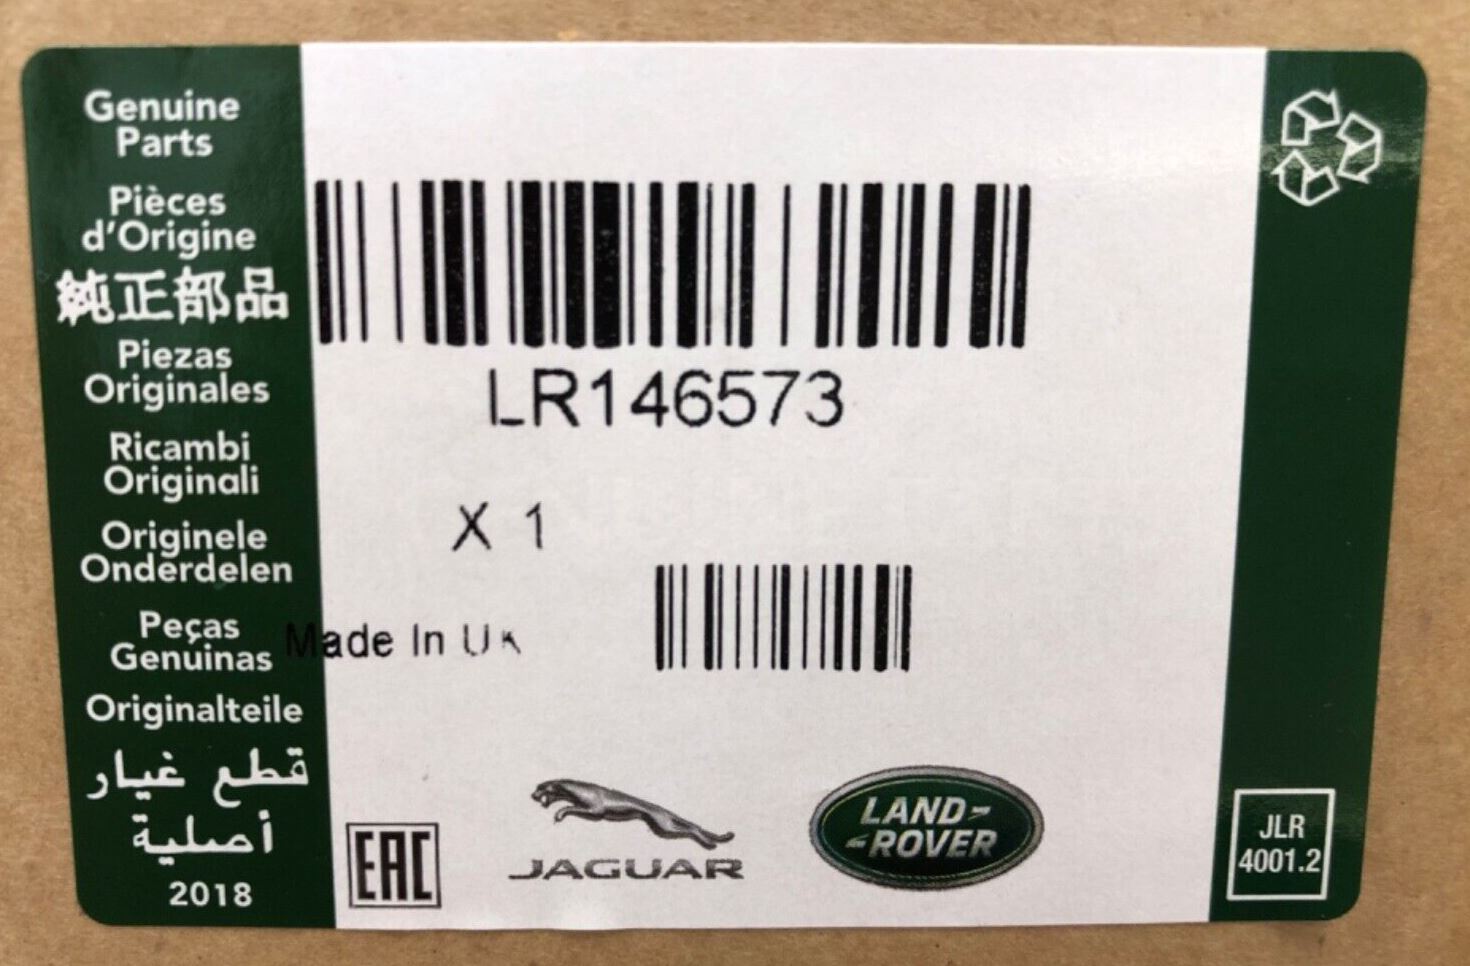 Genuine
Parts
Pièces
d'Origine
純正部品
Piezas
Originales
Ricambi
Originali
Originele
Onderdelen
Peças
Genuinas
Originalteile
قطع غيار
أصلية
2018
LR146573
X 1
Made In UK
EAC
JAGUAR
LAND-
-ROVER
JLR
4001.2